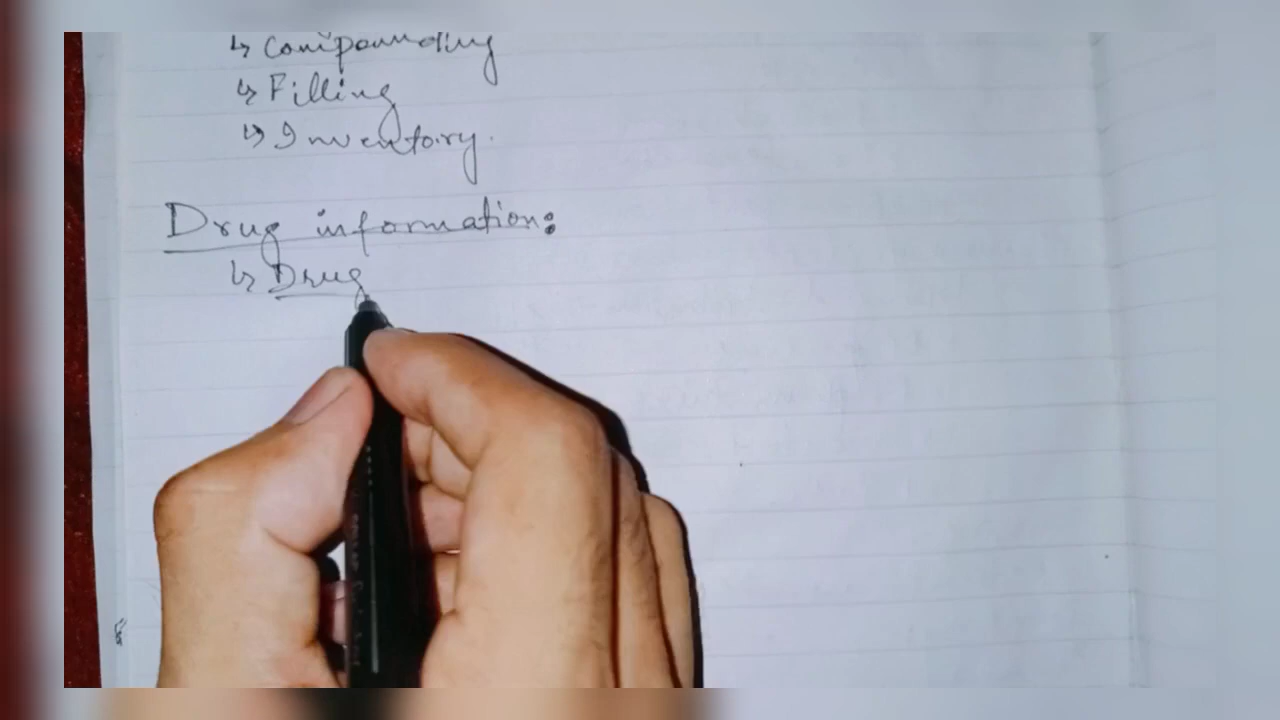 ↳ Compounding
↳ Filling
↳ Inventory.
Drug information:
↳ Drug